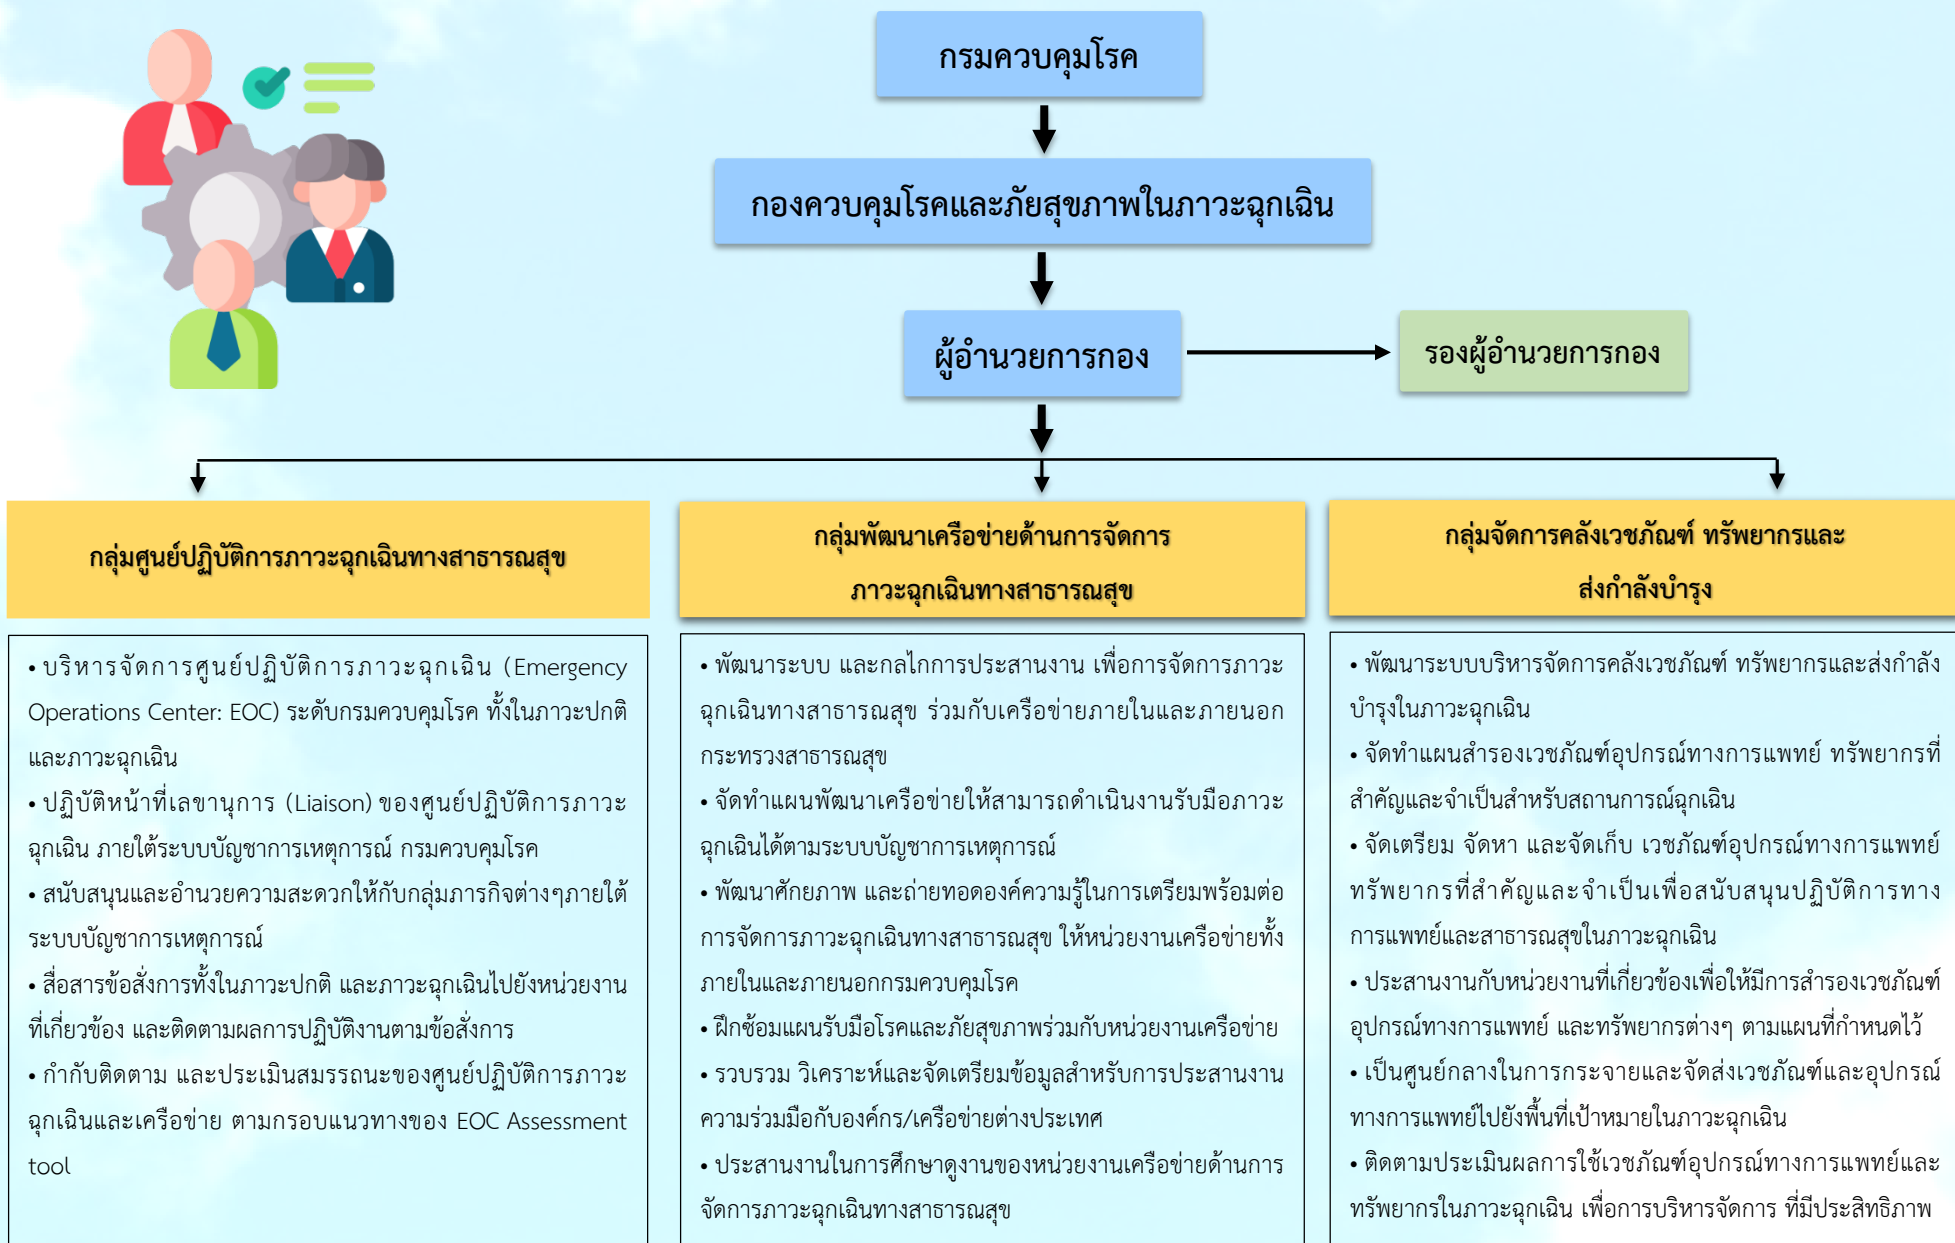 กรมควบคุมโรค
กองควบคุมโรคและภัยสุขภาพในภาวะฉุกเฉิน
ผู้อำนวยการกอง
รองผู้อำนวยการกอง
กลุ่มศูนย์ปฏิบัติการภาวะฉุกเฉินทางสาธารณสุข
• บริหารจัดการศูนย์ปฏิบัติการภาวะฉุกเฉิน (Emergency
Operations Center: EOC) ระดับกรมควบคุมโรค ทั้งในภาวะปกติ
และภาวะฉุกเฉิน
• ปฏิบัติหน้าที่เลขานุการ (Liaison) ของศูนย์ปฏิบัติการภาวะ
ฉุกเฉิน ภายใต้ระบบบัญชาการเหตุการณ์ กรมควบคุมโรค
• สนับสนุนและอำนวยความสะดวกให้กับกลุ่มภารกิจต่างๆภายใต้
ระบบบัญชาการเหตุการณ์
• สื่อสารข้อสั่งการทั้งในภาวะปกติ และภาวะฉุกเฉินไปยังหน่วยงาน
ที่เกี่ยวข้อง และติดตามผลการปฏิบัติงานตามข้อสั่งการ
• กำกับติดตาม และประเมินสมรรถนะของศูนย์ปฏิบัติการภาวะ
ฉุกเฉินและเครือข่าย ตามกรอบแนวทางของ EOC Assessment
tool
กลุ่มพัฒนาเครือข่ายด้านการจัดการ
ภาวะฉุกเฉินทางสาธารณสุข
• พัฒนาระบบ และกลไกการประสานงาน เพื่อการจัดการภาวะ
ฉุกเฉินทางสาธารณสุข ร่วมกับเครือข่ายภายในและภายนอก
กระทรวงสาธารณสุข
• จัดทำแผนพัฒนาเครือข่ายให้สามารถดำเนินงานรับมือภาวะ
ฉุกเฉินได้ตามระบบบัญชาการเหตุการณ์
• พัฒนาศักยภาพ และถ่ายทอดองค์ความรู้ในการเตรียมพร้อมต่อ
การจัดการภาวะฉุกเฉินทางสาธารณสุข ให้หน่วยงานเครือข่ายทั้ง
ภายในและภายนอกกรมควบคุมโรค
• ฝึกซ้อมแผนรับมือโรคและภัยสุขภาพร่วมกับหน่วยงานเครือข่าย
• รวบรวม วิเคราะห์และจัดเตรียมข้อมูลสำหรับการประสานงาน
ความร่วมมือกับองค์กร/เครือข่ายต่างประเทศ
• ประสานงานในการศึกษาดูงานของหน่วยงานเครือข่ายด้านการ
จัดการภาวะฉุกเฉินทางสาธารณสุข
กลุ่มจัดการคลังเวชภัณฑ์ ทรัพยากรและ
ส่งกำลังบำรุง
• พัฒนาระบบบริหารจัดการคลังเวชภัณฑ์ ทรัพยากรและส่งกำลัง
บำรุงในภาวะฉุกเฉิน
• จัดทำแผนสำรองเวชภัณฑ์อุปกรณ์ทางการแพทย์ ทรัพยากรที่
สำคัญและจำเป็นสำหรับสถานการณ์ฉุกเฉิน
• จัดเตรียม จัดหา และจัดเก็บ เวชภัณฑ์อุปกรณ์ทางการแพทย์
ทรัพยากรที่สำคัญและจำเป็นเพื่อสนับสนุนปฏิบัติการทาง
การแพทย์และสาธารณสุขในภาวะฉุกเฉิน
• ประสานงานกับหน่วยงานที่เกี่ยวข้องเพื่อให้มีการสำรองเวชภัณฑ์
อุปกรณ์ทางการแพทย์ และทรัพยากรต่างๆ ตามแผนที่กำหนดไว้
• เป็นศูนย์กลางในการกระจายและจัดส่งเวชภัณฑ์และอุปกรณ์
ทางการแพทย์ไปยังพื้นที่เป้าหมายในภาวะฉุกเฉิน
• ติดตามประเมินผลการใช้เวชภัณฑ์อุปกรณ์ทางการแพทย์และ
ทรัพยากรในภาวะฉุกเฉิน เพื่อการบริหารจัดการ ที่มีประสิทธิภาพ